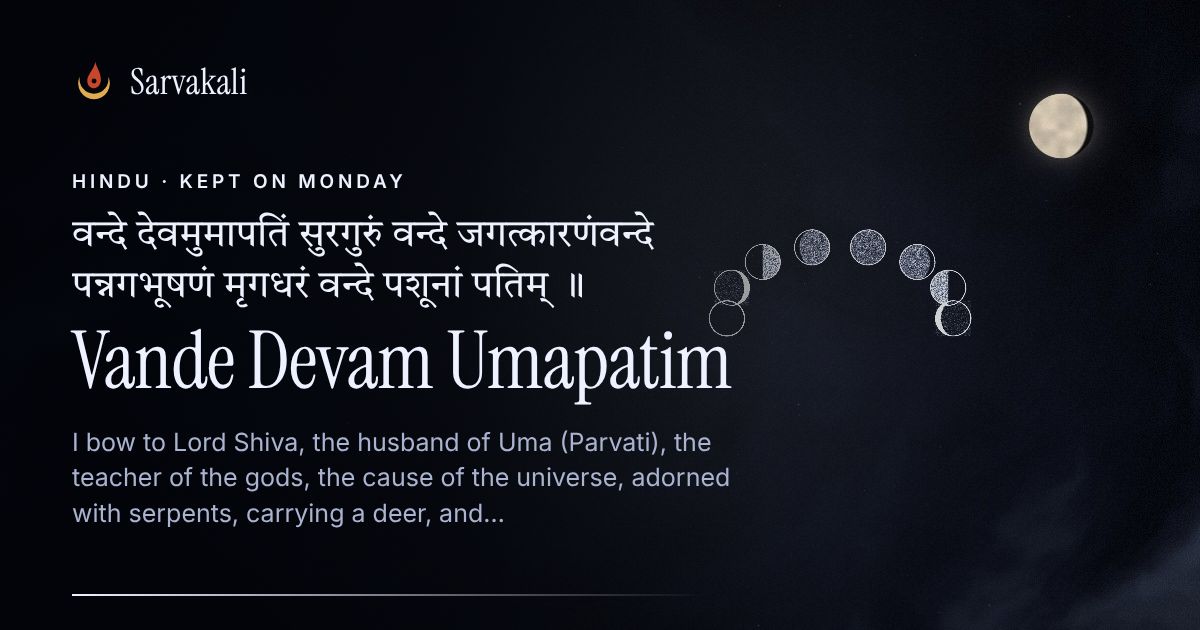 Sarvakali
HINDU · KEPT ON MONDAY
वन्दे देवमुमापतिं सुरगुरुं वन्दे जगत्कारणंवन्दे
पन्नगभूषणं मृगधरं वन्दे पशूनां पतिम् ॥
Vande Devam Umapatim
I bow to Lord Shiva, the husband of Uma (Parvati), the
teacher of the gods, the cause of the universe, adorned
with serpents, carrying a deer, and...